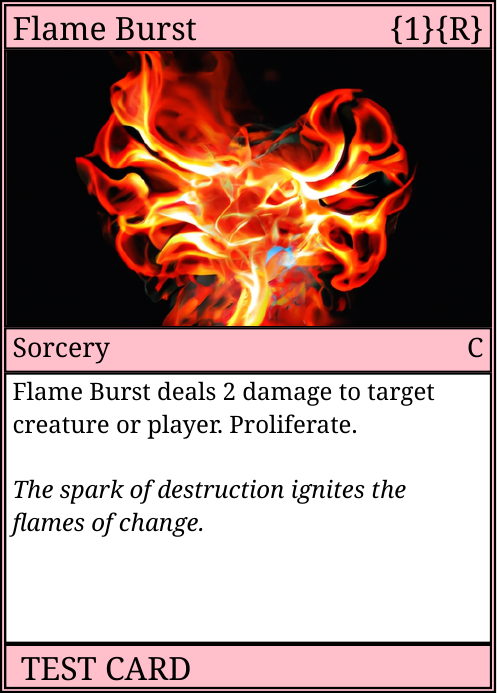 Flame Burst {1}{R}
Sorcery C
Flame Burst deals 2 damage to target
creature or player. Proliferate.
The spark of destruction ignites the
flames of change.
TEST CARD